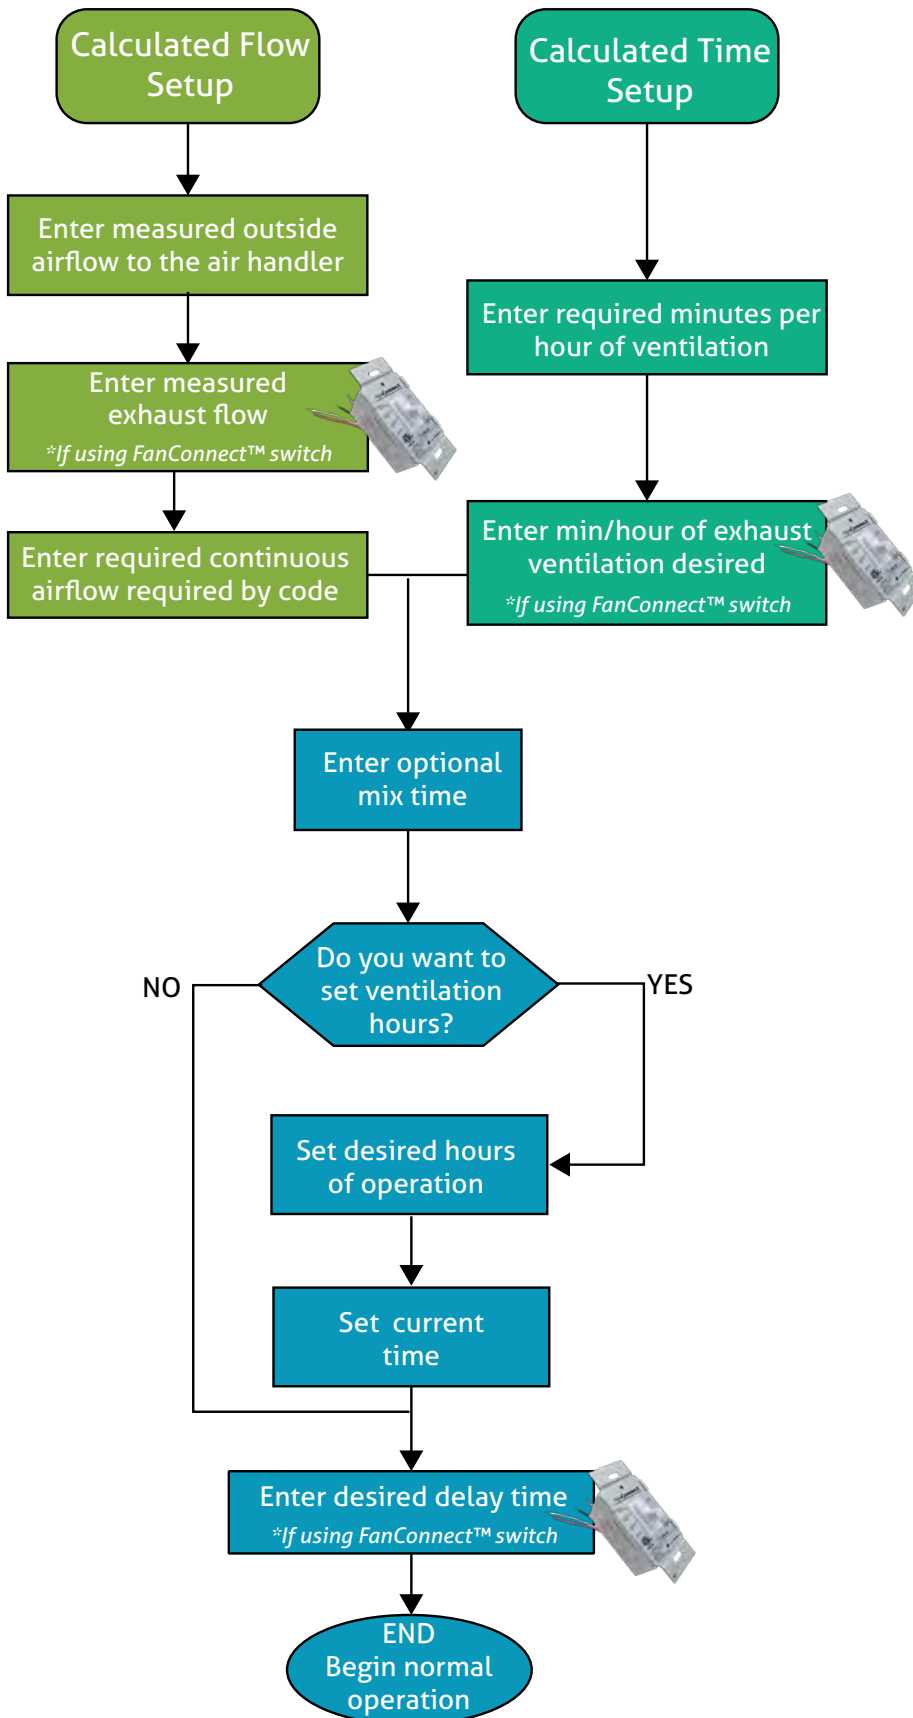 Calculated Flow
Setup
Calculated Time
Setup
Enter measured outside
airflow to the air handler
Enter required minutes per
hour of ventilation
Enter measured
exhaust flow
*If using FanConnect™ switch
Enter required continuous
airflow required by code
Enter min/hour of exhaust
ventilation desired
*If using FanConnect™ switch
Enter optional
mix time
Do you want to
set ventilation
hours?
NO
YES
Set desired hours
of operation
Set current
time
Enter desired delay time
*If using FanConnect™ switch
END
Begin normal
operation